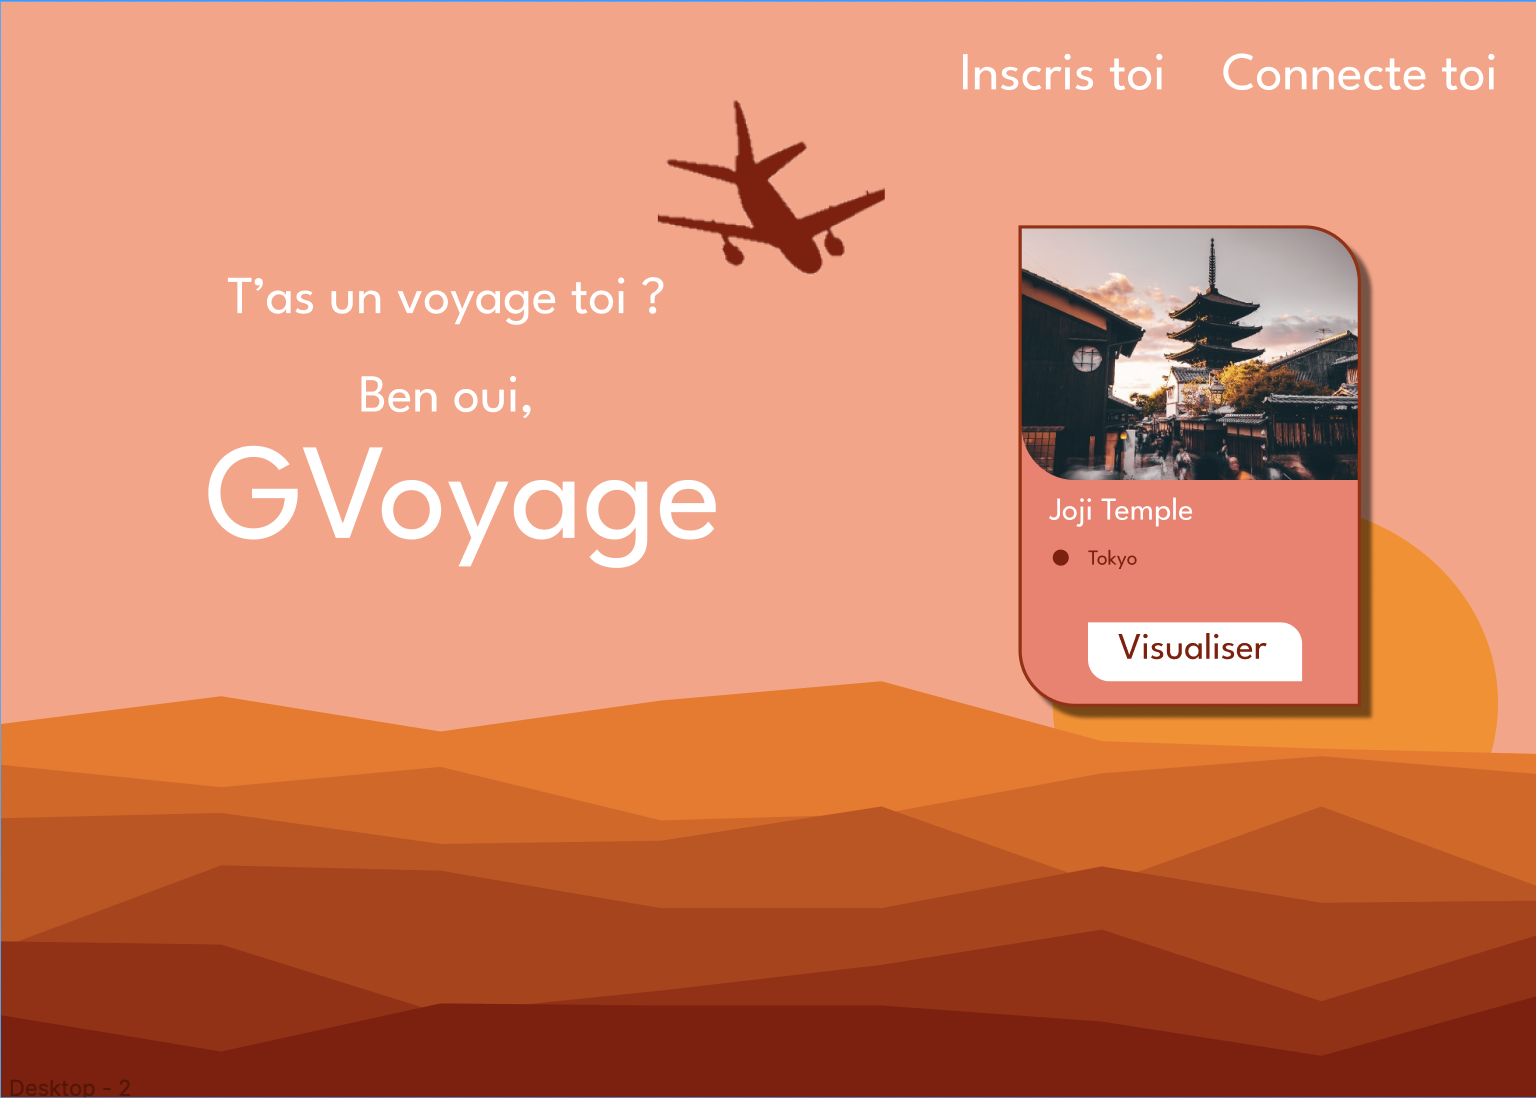 Inscris toi
Connecte toi
T’as un voyage toi ?
Ben oui,
GVoyage
Joji Temple
Tokyo
Visualiser
Desktop - 2